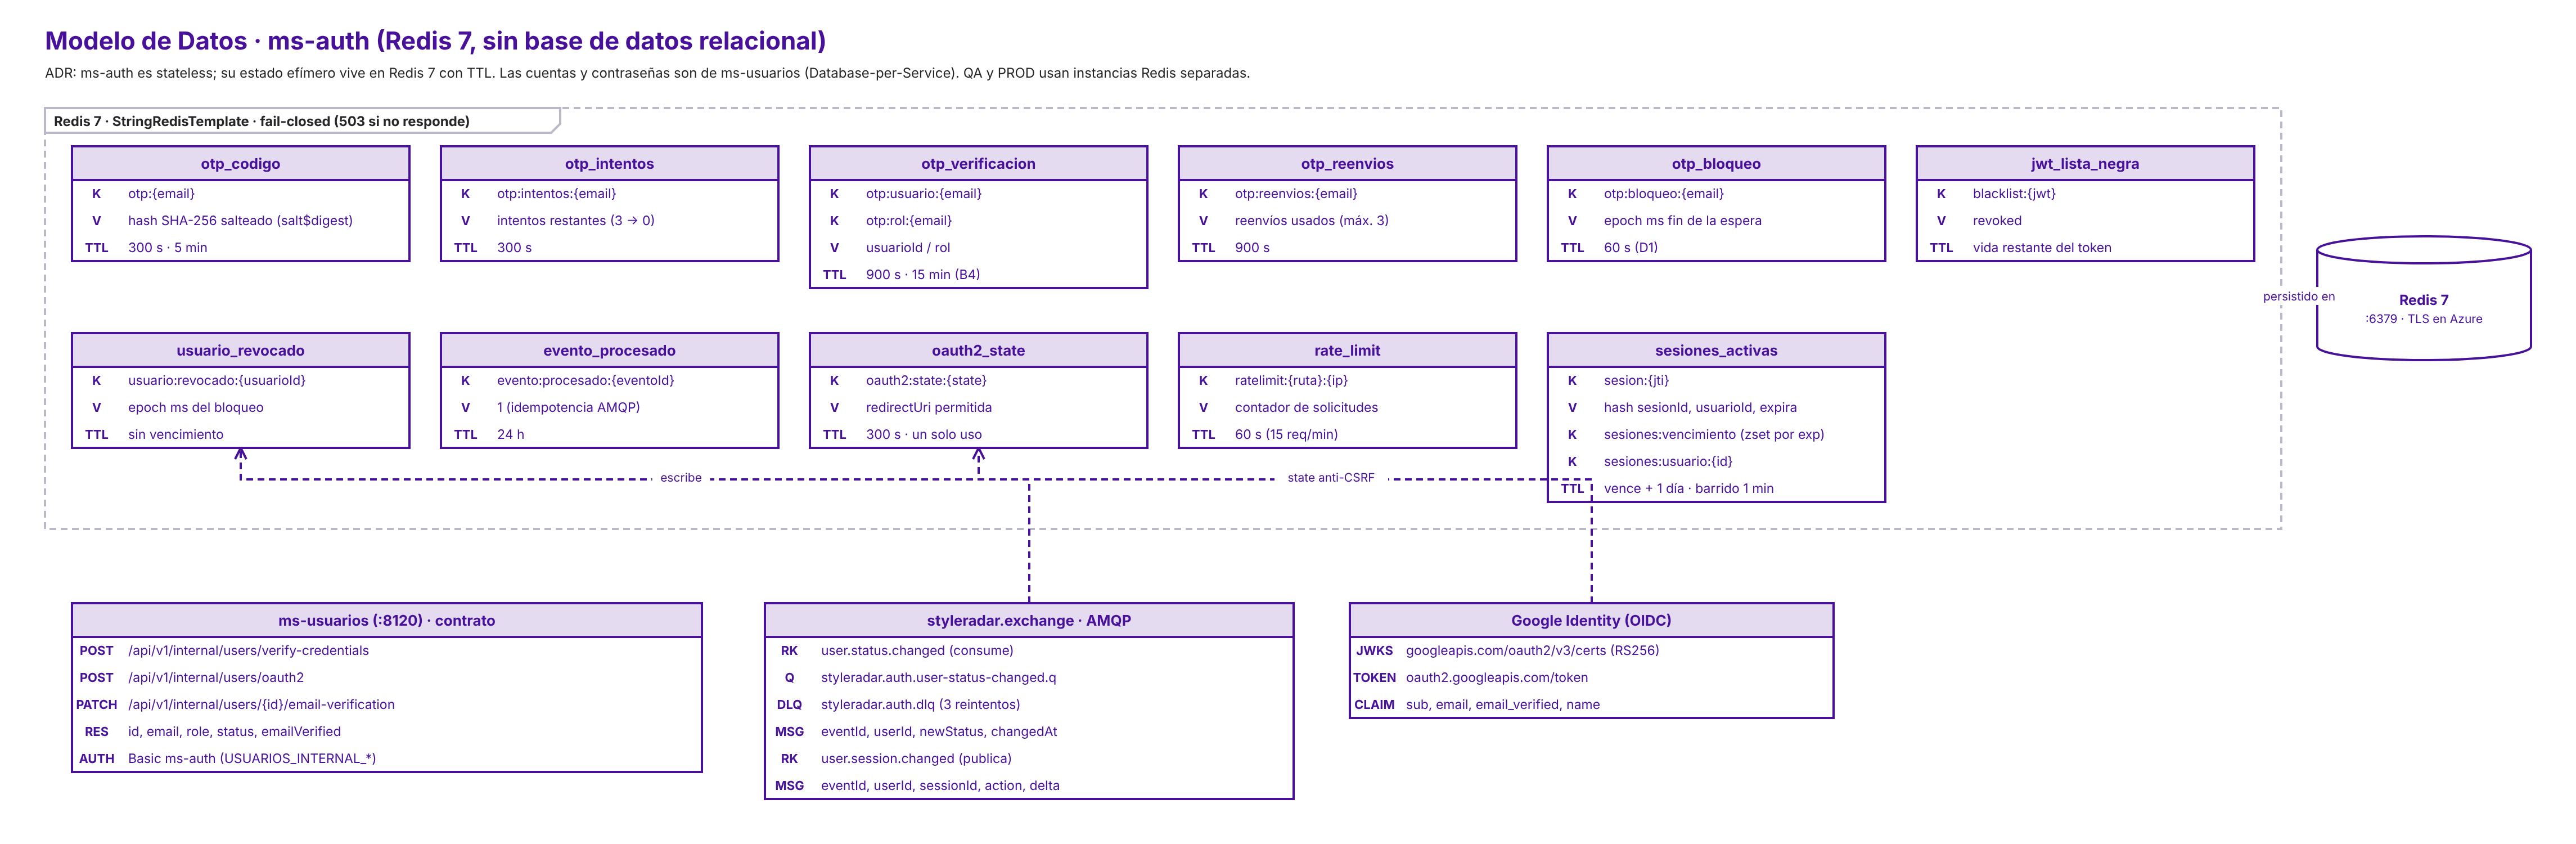 Modelo de Datos · ms-auth (Redis 7, sin base de datos relacional)
ADR: ms-auth es stateless; su estado efímero vive en Redis 7 con TTL. Las cuentas y contraseñas son de ms-usuarios (Database-per-Service). QA y PROD usan instancias Redis separadas.
Redis 7 · StringRedisTemplate · fail-closed (503 si no responde)
otp_codigo
K otp:{email}
V hash SHA-256 salteado (salt$digest)
TTL 300 s · 5 min
otp_intentos
K otp:intentos:{email}
V intentos restantes (3 → 0)
TTL 300 s
otp_verificacion
K otp:usuario:{email}
K otp:rol:{email}
V usuarioId / rol
TTL 900 s · 15 min (B4)
otp_reenvios
K otp:reenvios:{email}
V reenvíos usados (máx. 3)
TTL 900 s
otp_bloqueo
K otp:bloqueo:{email}
V epoch ms fin de la espera
TTL 60 s (D1)
jwt_lista_negra
K blacklist:{jwt}
V revoked
TTL vida restante del token
persistido en
Redis 7
:6379 · TLS en Azure
usuario_revocado
K usuario:revocado:{usuarioId}
V epoch ms del bloqueo
TTL sin vencimiento
evento_procesado
K evento:procesado:{eventoId}
V 1 (idempotencia AMQP)
TTL 24 h
oauth2_state
K oauth2:state:{state}
V redirectUri permitida
TTL 300 s · un solo uso
rate_limit
K ratelimit:{ruta}:{ip}
V contador de solicitudes
TTL 60 s (15 req/min)
sesiones_activas
K sesion:{jti}
V hash sesionId, usuarioId, expira
K sesiones:vencimiento (zset por exp)
K sesiones:usuario:{id}
TTL vence + 1 día · barrido 1 min
escribe
state anti-CSRF
ms-usuarios (:8120) · contrato
POST /api/v1/internal/users/verify-credentials
POST /api/v1/internal/users/oauth2
PATCH /api/v1/internal/users/{id}/email-verification
RES id, email, role, status, emailVerified
AUTH Basic ms-auth (USUARIOS_INTERNAL_*)
styleradar.exchange · AMQP
RK user.status.changed (consume)
Q styleradar.auth.user-status-changed.q
DLQ styleradar.auth.dlq (3 reintentos)
MSG eventId, userId, newStatus, changedAt
RK user.session.changed (publica)
MSG eventId, userId, sessionId, action, delta
Google Identity (OIDC)
JWKS googleapis.com/oauth2/v3/certs (RS256)
TOKEN oauth2.googleapis.com/token
CLAIM sub, email, email_verified, name